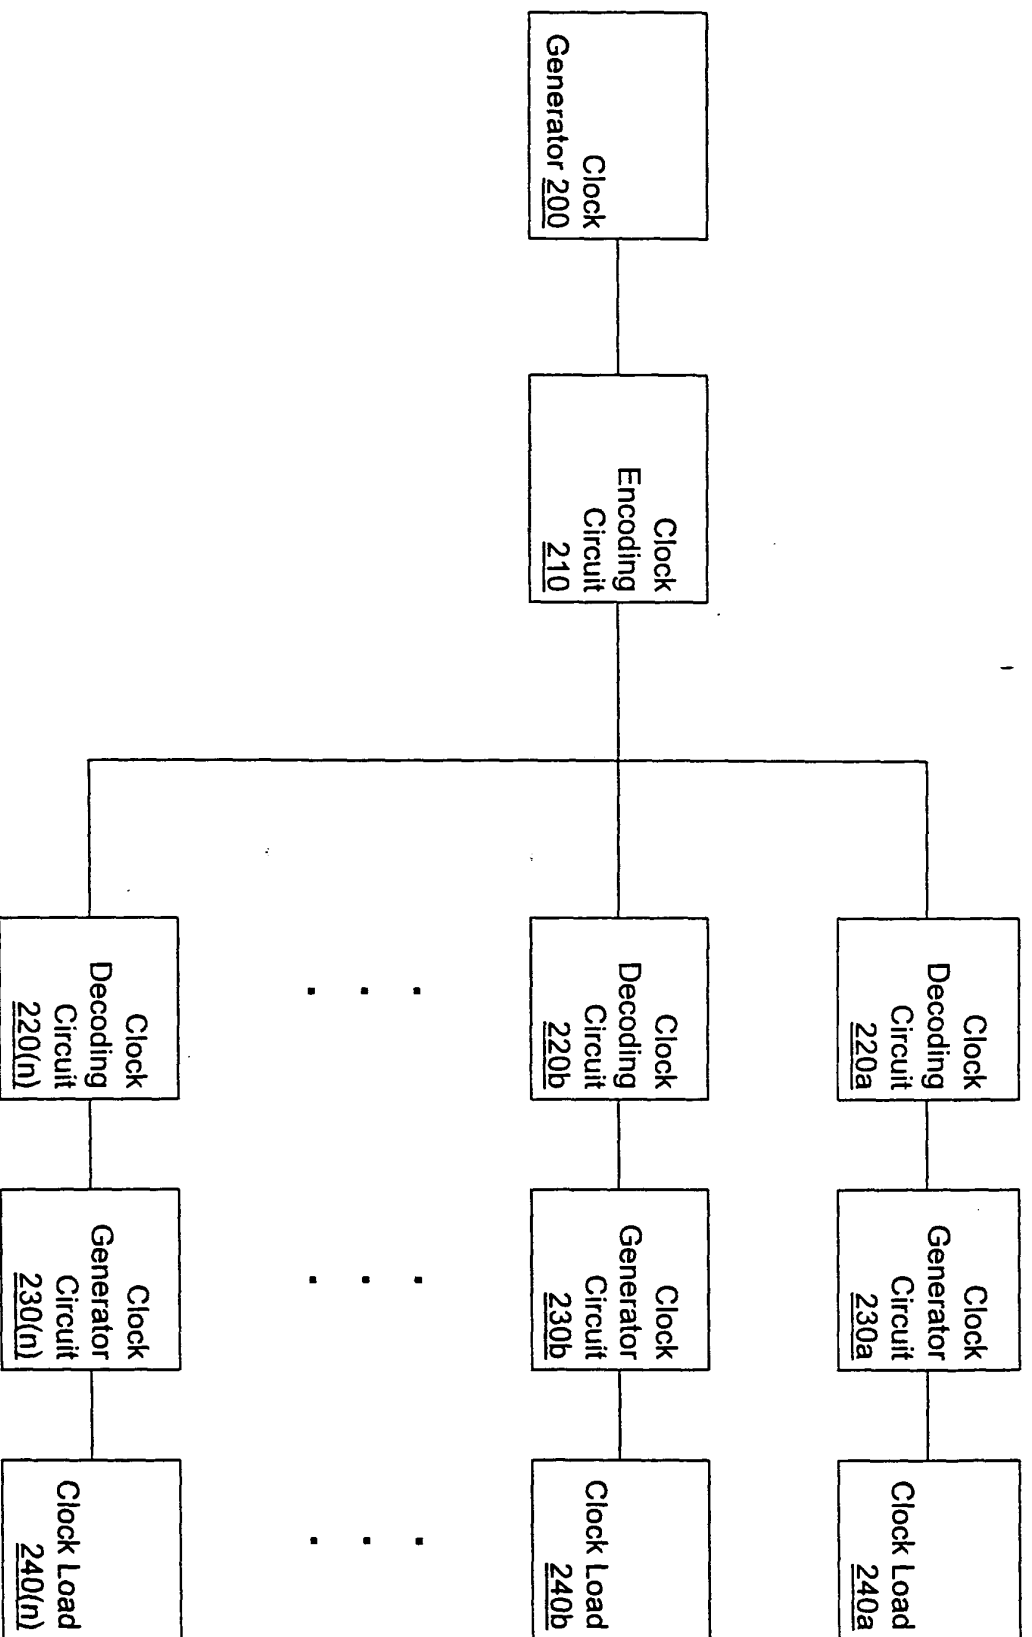 Clock
Generator 200
Clock
Encoding
Circuit
210
Clock
Decoding
Circuit
220a
Clock
Generator
Circuit
230a
Clock Load
240a
Clock
Decoding
Circuit
220b
Clock
Generator
Circuit
230b
Clock Load
240b
Clock
Decoding
Circuit
220(n)
Clock
Generator
Circuit
230(n)
Clock Load
240(n)